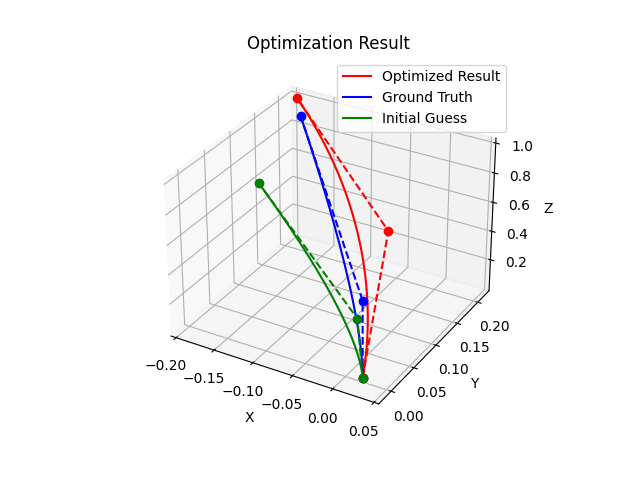 Optimization Result
Optimized Result
Ground Truth
Initial Guess
1.0
0.8
0.6
0.4
0.2
Z
0.20
0.15
0.10
0.05
0.00
Y
−0.20
−0.15
−0.10
−0.05
0.00
0.05
X